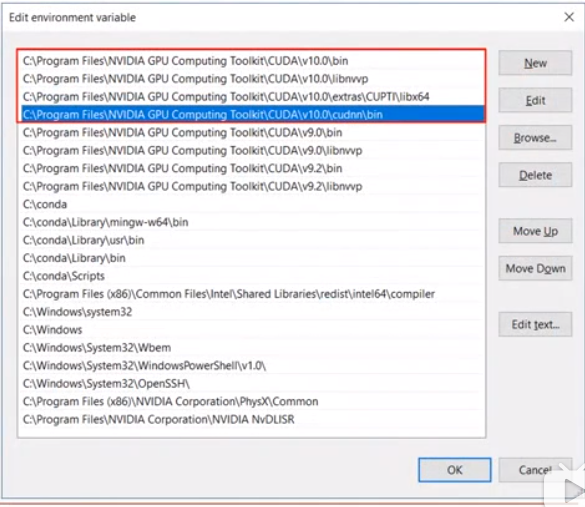 Edit environment variable
C:\Program Files\NVIDIA GPU Computing Toolkit\CUDA\v10.0\bin
C:\Program Files\NVIDIA GPU Computing Toolkit\CUDA\v10.0\libnvvp
C:\Program Files\NVIDIA GPU Computing Toolkit\CUDA\v10.0\extras\CUPTI\libx64
C:\Program Files\NVIDIA GPU Computing Toolkit\CUDA\v10.0\cudnn\bin
C:\Program Files\NVIDIA GPU Computing Toolkit\CUDA\v9.0\bin
C:\Program Files\NVIDIA GPU Computing Toolkit\CUDA\v9.0\libnvvp
C:\Program Files\NVIDIA GPU Computing Toolkit\CUDA\v9.2\bin
C:\Program Files\NVIDIA GPU Computing Toolkit\CUDA\v9.2\libnvvp
C:\conda
C:\conda\Library\mingw-w64\bin
C:\conda\Library\usr\bin
C:\conda\Library\bin
C:\conda\Scripts
C:\Program Files (x86)\Common Files\Intel\Shared Libraries\redist\intel64\compiler
C:\Windows\system32
C:\Windows
C:\Windows\System32\Wbem
C:\Windows\System32\WindowsPowerShell\v1.0\
C:\Windows\System32\OpenSSH\
C:\Program Files (x86)\NVIDIA Corporation\PhysX\Common
C:\Program Files\NVIDIA Corporation\NVIDIA NvDLISR
New
Edit
Browse...
Delete
Move Up
Move Down
Edit text...
OK
Cancel